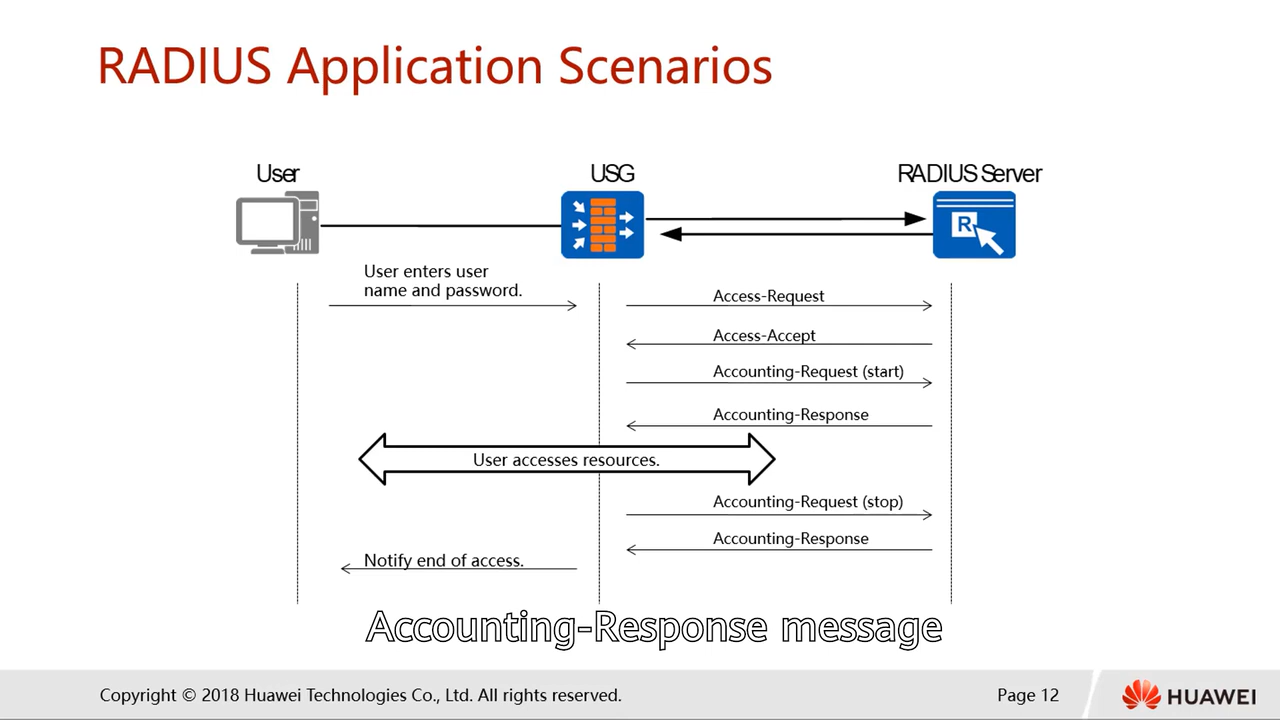 RADIUS Application Scenarios
User
USG
RADIUS Server
R
User enters user
name and password.
Access-Request
Access-Accept
Accounting-Request (start)
Accounting-Response
User accesses resources.
Accounting-Request (stop)
Accounting-Response
Notify end of access.
Accounting-Response message
Copyright © 2018 Huawei Technologies Co., Ltd. All rights reserved.
Page 12
HUAWEI